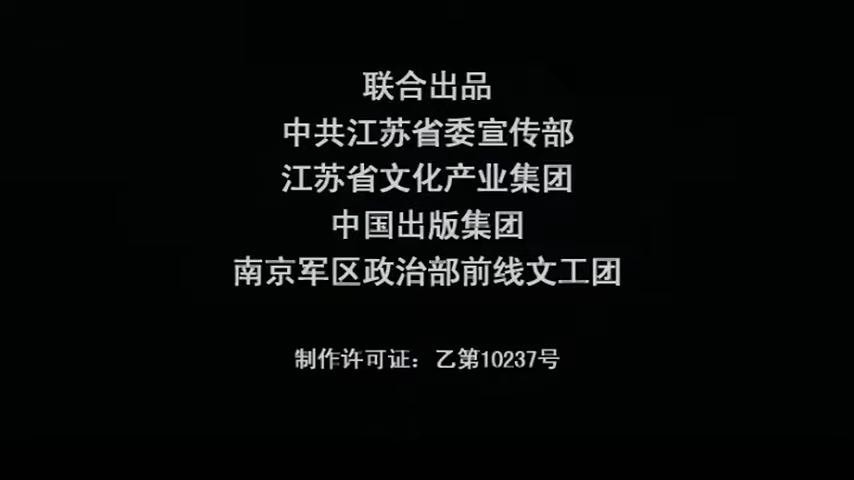 联合出品
中共江苏省委宣传部
江苏省文化产业集团
中国出版集团
南京军区政治部前线文工团
制作许可证：乙第10237号